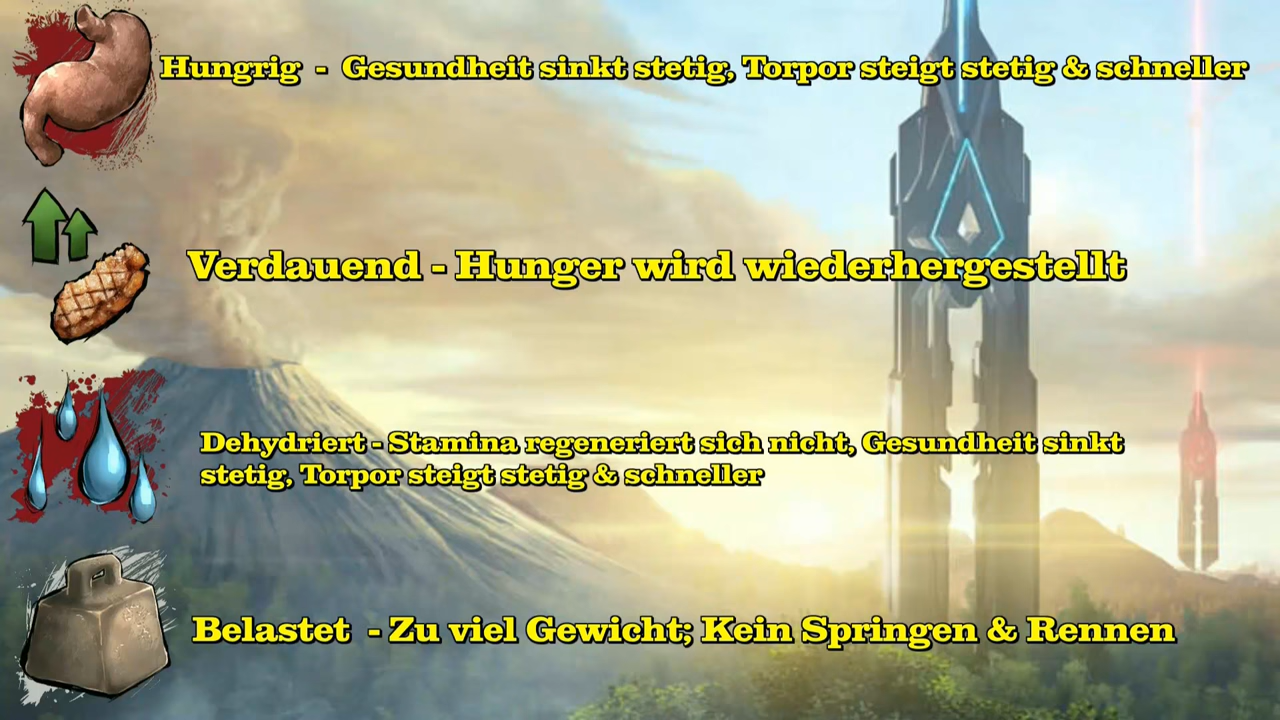 Hungrig - Gesundheit sinkt stetig, Torpor steigt stetig & schneller
Verdauend - Hunger wird wiederhergestellt
Dehydriert - Stamina regeneriert sich nicht, Gesundheit sinkt
stetig, Torpor steigt stetig & schneller
Belastet - Zu viel Gewicht; Kein Springen & Rennen